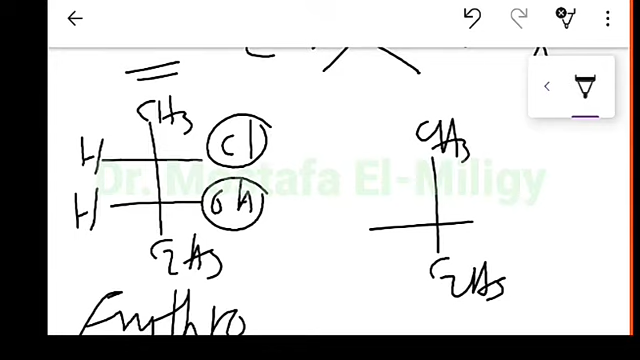 CH3
H Cl
H OH
C2H5
Erythro
CH3
C2H5
Dr. Mostafa El-Miligy